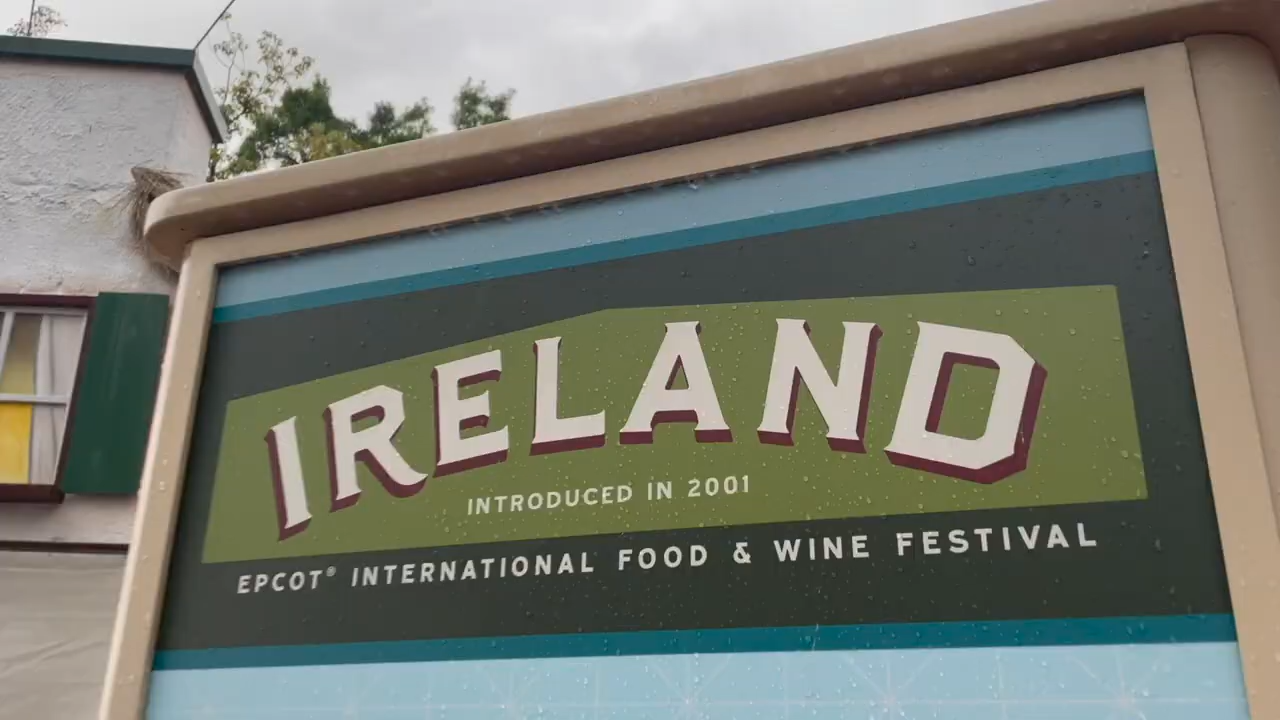 IRELAND
INTRODUCED IN 2001
EPCOT® INTERNATIONAL FOOD & WINE FESTIVAL